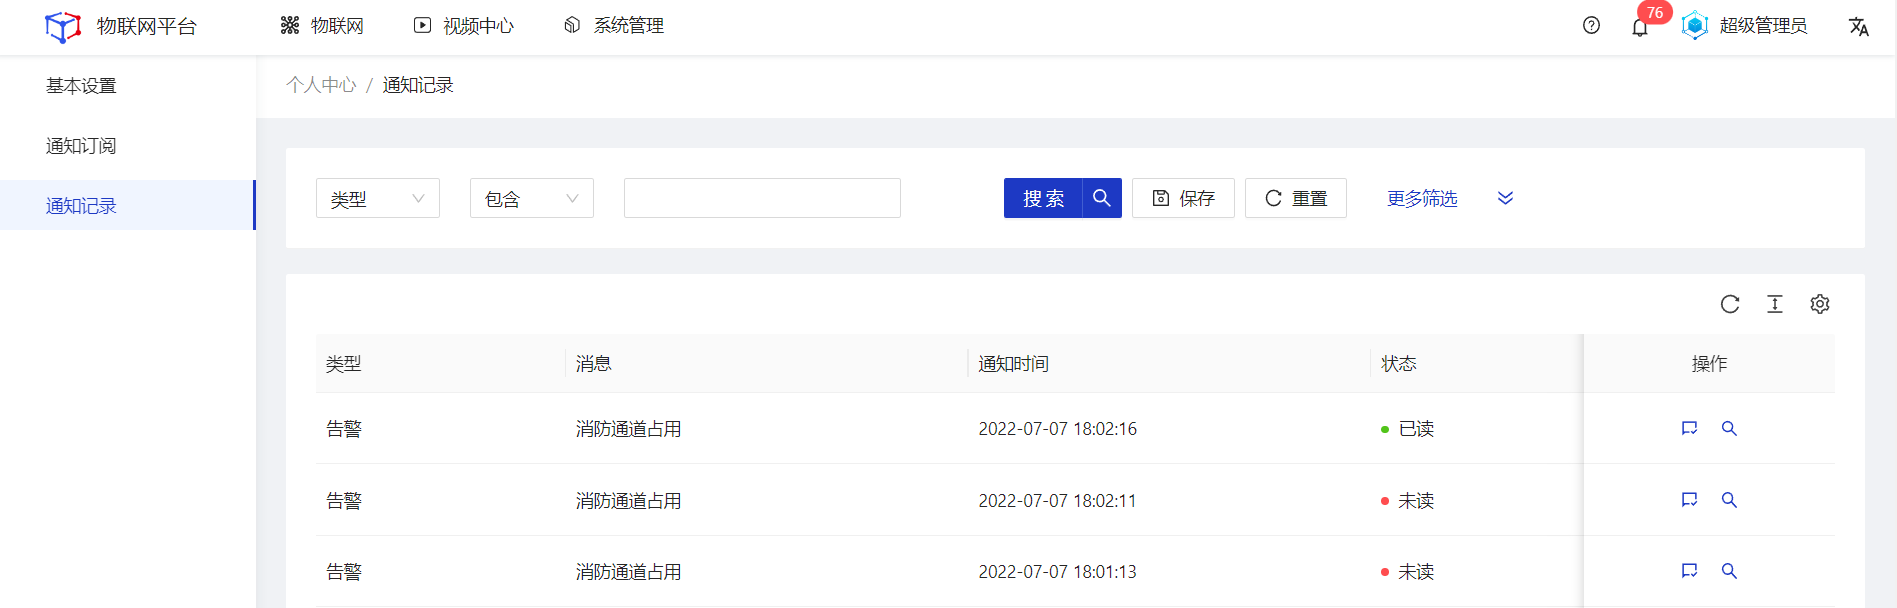 物联网平台 物联网 视频中心 系统管理 76 超级管理员
基本设置
通知订阅
通知记录
个人中心 / 通知记录
类型 包含 搜索 保存 重置 更多筛选
类型 消息 通知时间 状态 操作
告警 消防通道占用 2022-07-07 18:02:16 已读
告警 消防通道占用 2022-07-07 18:02:11 未读
告警 消防通道占用 2022-07-07 18:01:13 未读